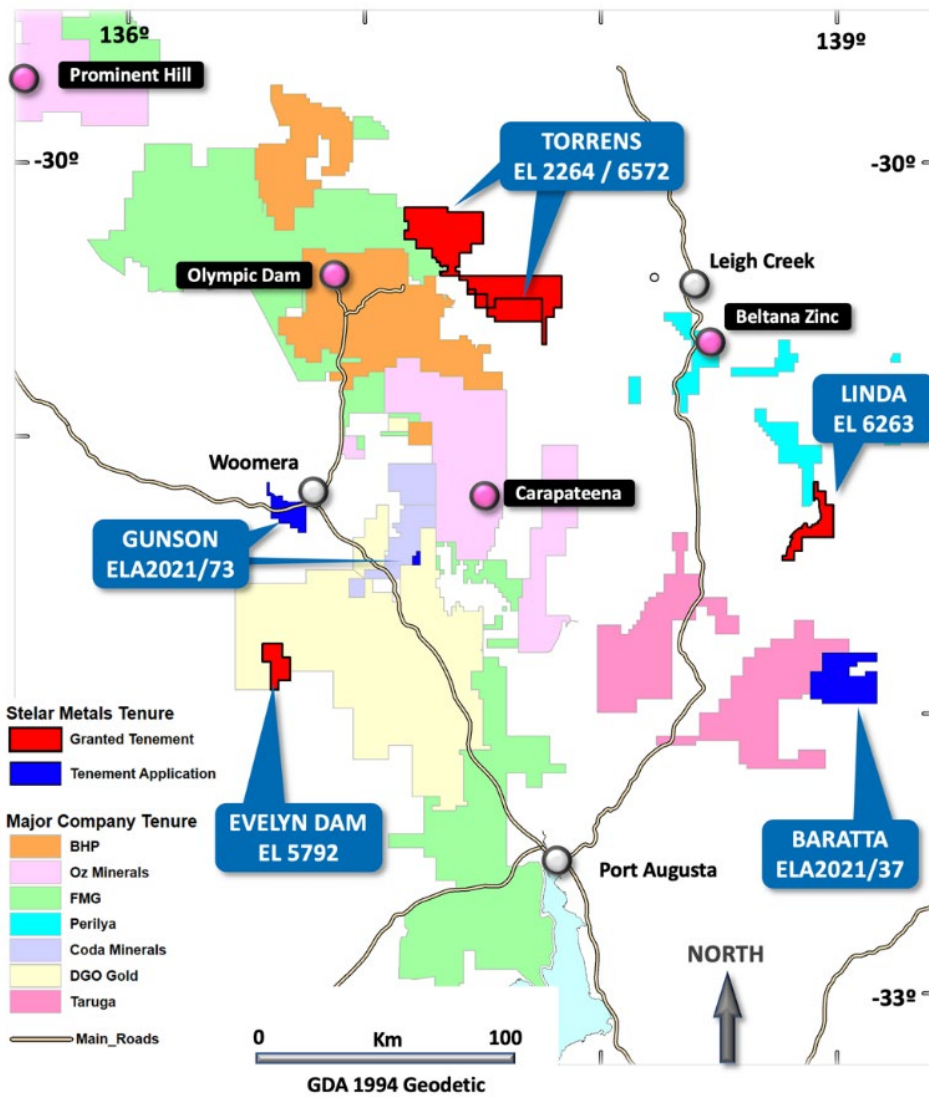 136º
139º
Prominent Hill
-30º
-30º
TORRENS
EL 2264 / 6572
Olympic Dam
Leigh Creek
Beltana Zinc
LINDA
EL 6263
Woomera
Carapateena
GUNSON
ELA2021/73
Stelar Metals Tenure
Granted Tenement
Tenement Application
Major Company Tenure
BHP
Oz Minerals
FMG
Perilya
Coda Minerals
DGO Gold
Taruga
Main_Roads
EVELYN DAM
EL 5792
BARATTA
ELA2021/37
Port Augusta
NORTH
-33º
0 Km 100
GDA 1994 Geodetic